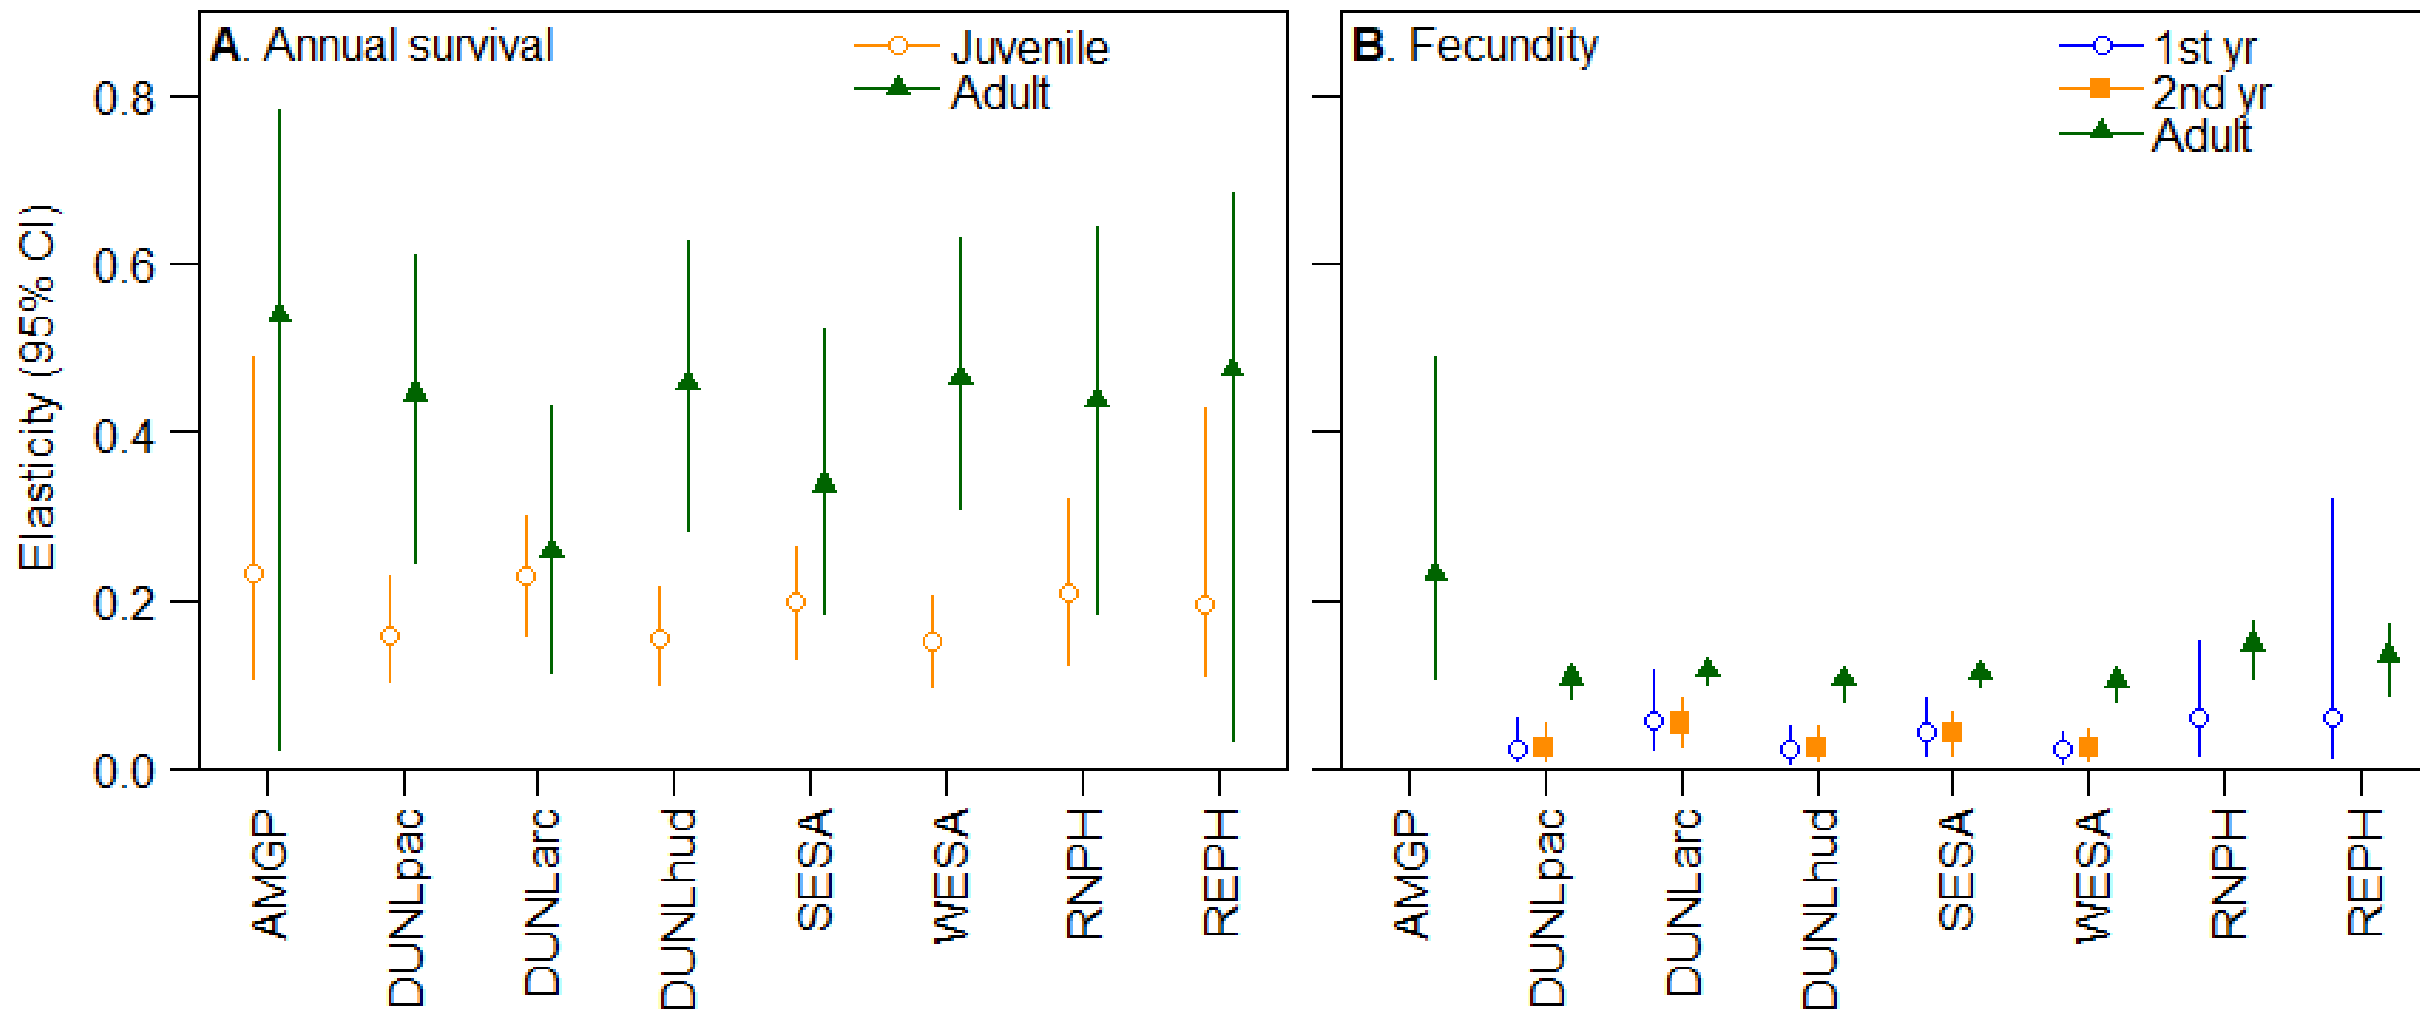 A. Annual survival
Juvenile
Adult
B. Fecundity
1st yr
2nd yr
Adult
Elasticity (95% CI)
0.8
0.6
0.4
0.2
0.0
AMGP
DUNLpac
DUNLarc
DUNLhud
SESA
WESA
RNPH
REPH
AMGP
DUNLpac
DUNLarc
DUNLhud
SESA
WESA
RNPH
REPH